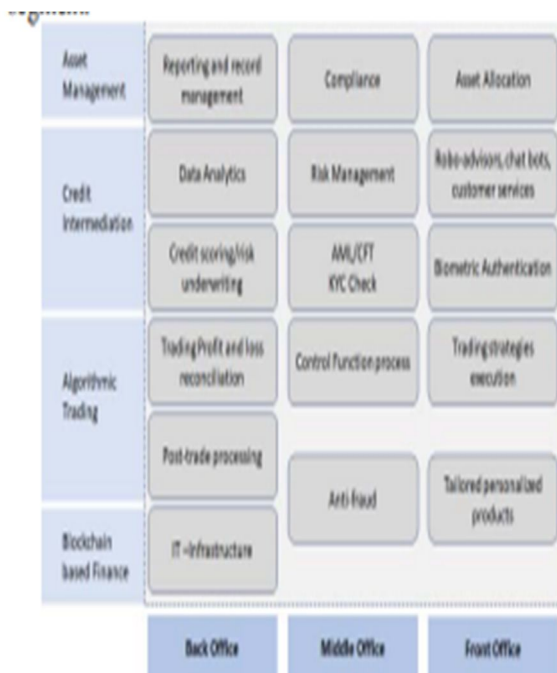 Asset
Management
Reporting and record
management
Compliance
Asset Allocation
Credit
Intermediation
Data Analytics
Risk Management
Robo-advisors, chat bots,
customer services
Credit scoring/risk
underwriting
AML/CFT
KYC Check
Biometric Authentication
Algorithmic
Trading
Trading Profit and loss
reconciliation
Control Function process
Trading strategies
execution
Post-trade processing
Anti-fraud
Tailored personalized
products
Blockchain
based Finance
IT –Infrastructure
Back Office
Middle Office
Front Office